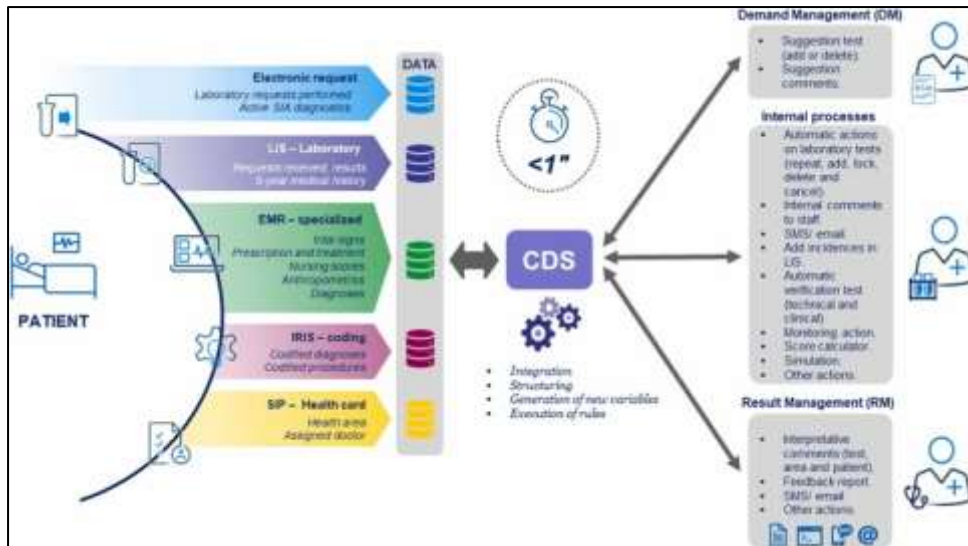 PATIENT
Electronic request
Laboratory requests performed
Active SIA diagnostics
LIS – Laboratory
Requests received, results
5-year medical history
EMR – specialized
Vital signs
Prescription and treatment
Nursing scores
Anthropometrics
Diagnoses
IRIS – coding
Codified diagnoses
Codified procedures
SIP – Health card
Health area
Assigned doctor
DATA
<1"
CDS
• Integration
• Structuring
• Generation of new variables
• Execution of rules
Demand Management (DM)
• Suggestion test
(add or delete)
• Suggestion
comments.
Internal processes
• Automatic actions
on laboratory tests
(repeat, add, lock,
delete and
cancel)
• Internal comments
to staff.
• SMS/ email
• Add incidences in
LIS
• Automatic
verification test
(technical and
clinical)
• Monitoring action.
• Score calculator.
• Simulation.
• Other actions
Result Management (RM)
• Interpretative
comments (test,
area and patient)
• Feedback report
• SMS/ email
• Other actions
@